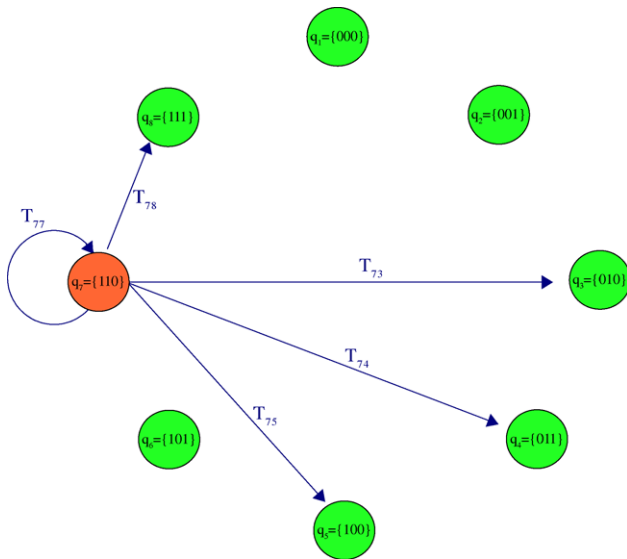 q₁={000}
q₈={111}
q₂={001}
T₇₈
T₇₇
T₇₃
q₇={110}
q₃={010}
T₇₄
T₇₅
q₆={101}
q₄={011}
q₅={100}